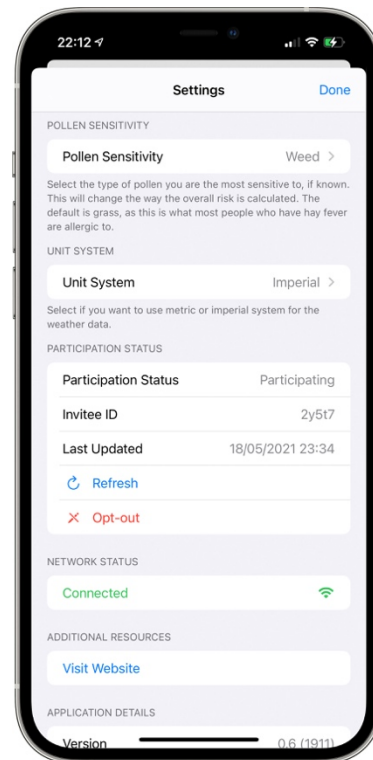 22:12
Settings
Done
POLLEN SENSITIVITY
Pollen Sensitivity Weed
Select the type of pollen you are the most sensitive to, if known.
This will change the way the overall risk is calculated. The
default is grass, as this is what most people who have hay fever
are allergic to.
UNIT SYSTEM
Unit System Imperial
Select if you want to use metric or imperial system for the
weather data.
PARTICIPATION STATUS
Participation Status Participating
Invitee ID 2y5t7
Last Updated 18/05/2021 23:34
Refresh
Opt-out
NETWORK STATUS
Connected
ADDITIONAL RESOURCES
Visit Website
APPLICATION DETAILS
Version 0.6 (1911)